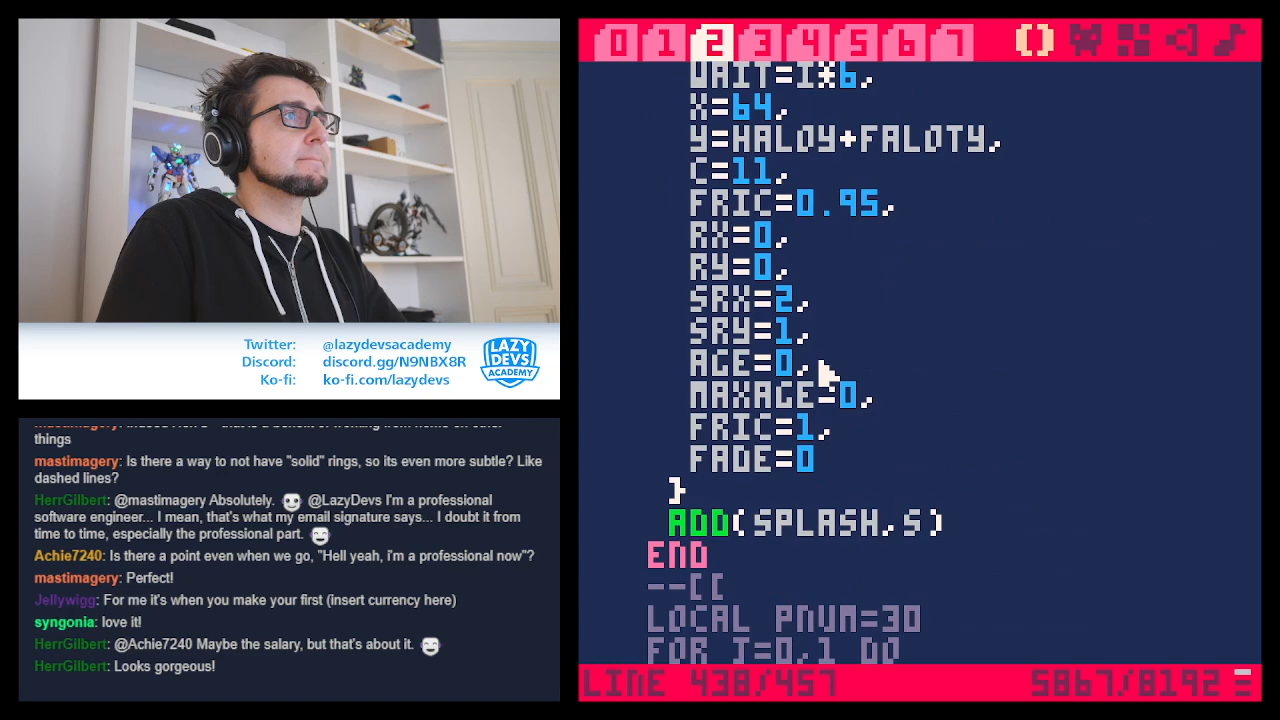 Twitter: @lazydevsacademy
Discord: discord.gg/N9NBX8R
Ko-fi: ko-fi.com/lazydevs
LAZY
DEVS
ACADEMY
things
mastimagery: Is there a way to not have "solid" rings, so its even more subtle? Like
dashed lines?
HerrGilbert: @mastimagery Absolutely. @LazyDevs I'm a professional
software engineer... I mean, that's what my email signature says... I doubt it from
time to time, especially the professional part.
Achie7240: Is there a point even when we go, "Hell yeah, i'm a professional now"?
mastimagery: Perfect!
Jellywigg: For me it's when you make your first (insert currency here)
syngonia: love it!
HerrGilbert: @Achie7240 Maybe the salary, but that's about it.
HerrGilbert: Looks gorgeous!
0 1 2 3 4 5 6 7
WAIT=I*6,
X=64,
Y=HALOY+FALOTY,
C=11,
FRIC=0.95,
RX=0,
RY=0,
SRX=2,
SRY=1,
AGE=0,
MAXAGE=0,
FRIC=1,
FADE=0
}
ADD(SPLASH,S)
END
--[[
LOCAL PNUM=30
FOR I=0,1 DO
LINE 438/457 5867/8192